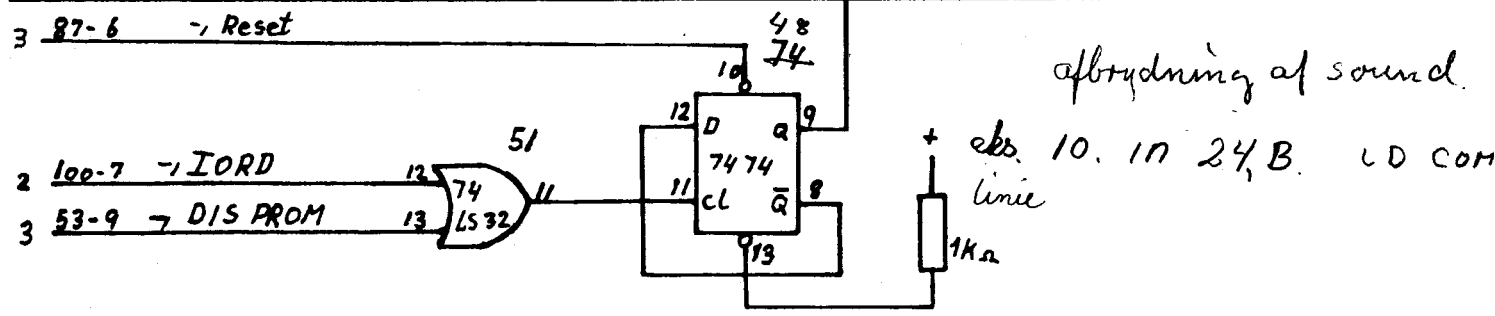 3 87-6 ¬, Reset
48
74
10
12 D Q 9
7474
11 cl Q̅ 8
13
51
2 100-7 ¬, IORD 12
74
LS32
11
3 53-9 ¬ DIS PROM 13
+
1KΩ
afbrydning af sound.
eks. 10. in 24, B. LD COM
linie